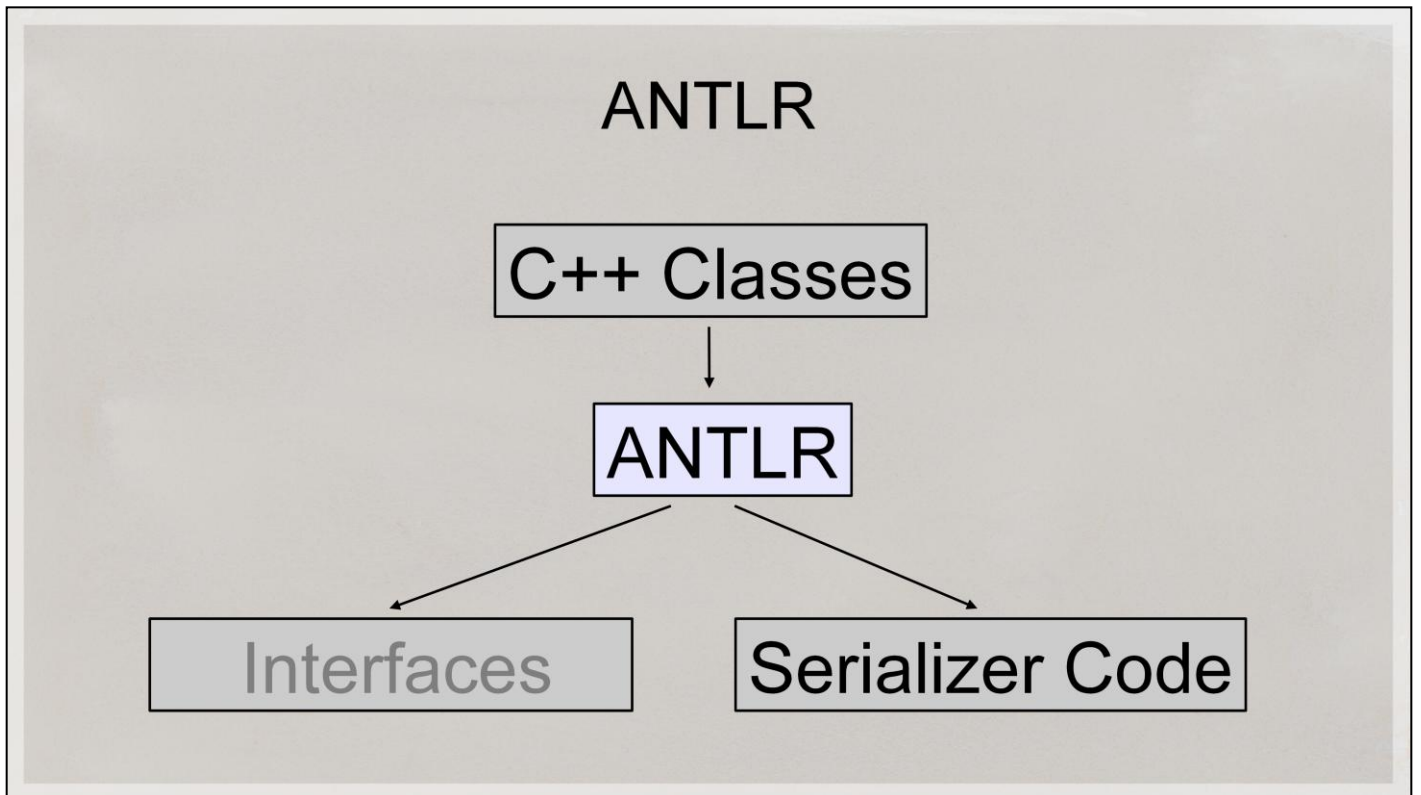 ANTLR
C++ Classes
ANTLR
Interfaces
Serializer Code